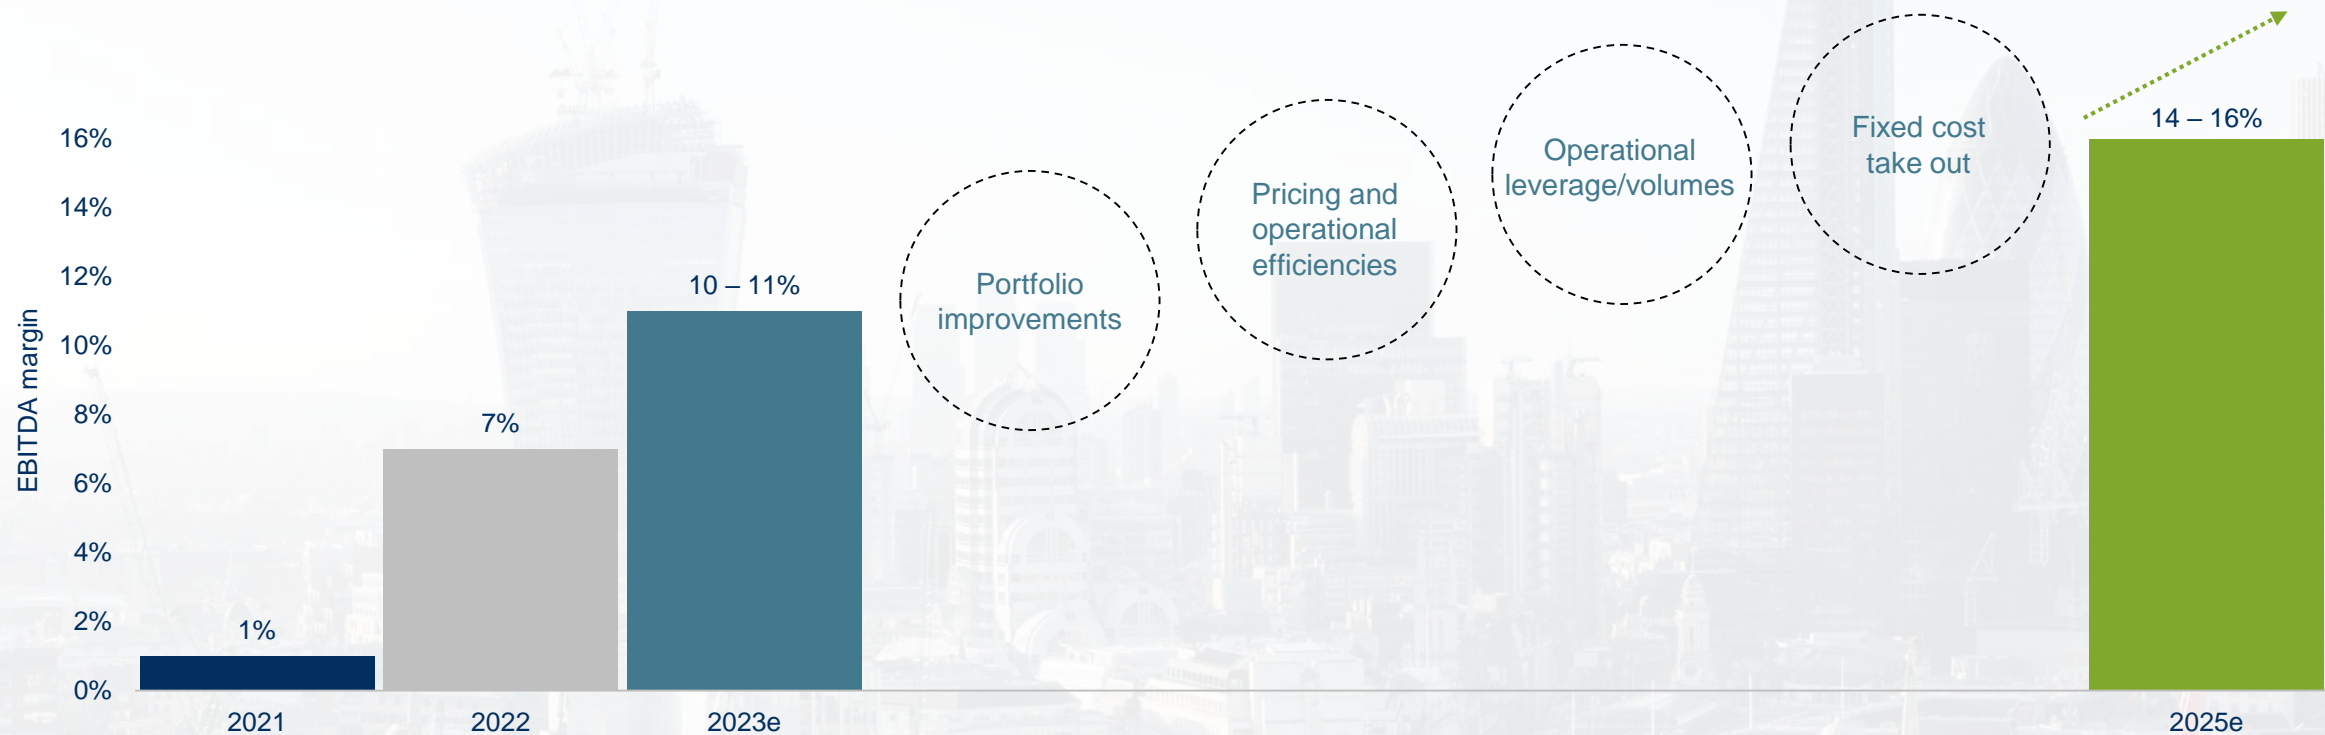 EBITDA margin
16%
14%
12%
10%
8%
6%
4%
2%
0%
1%
7%
10 – 11%
Portfolio
improvements
Pricing and
operational
efficiencies
Operational
leverage/volumes
Fixed cost
take out
14 – 16%
2021
2022
2023e
2025e